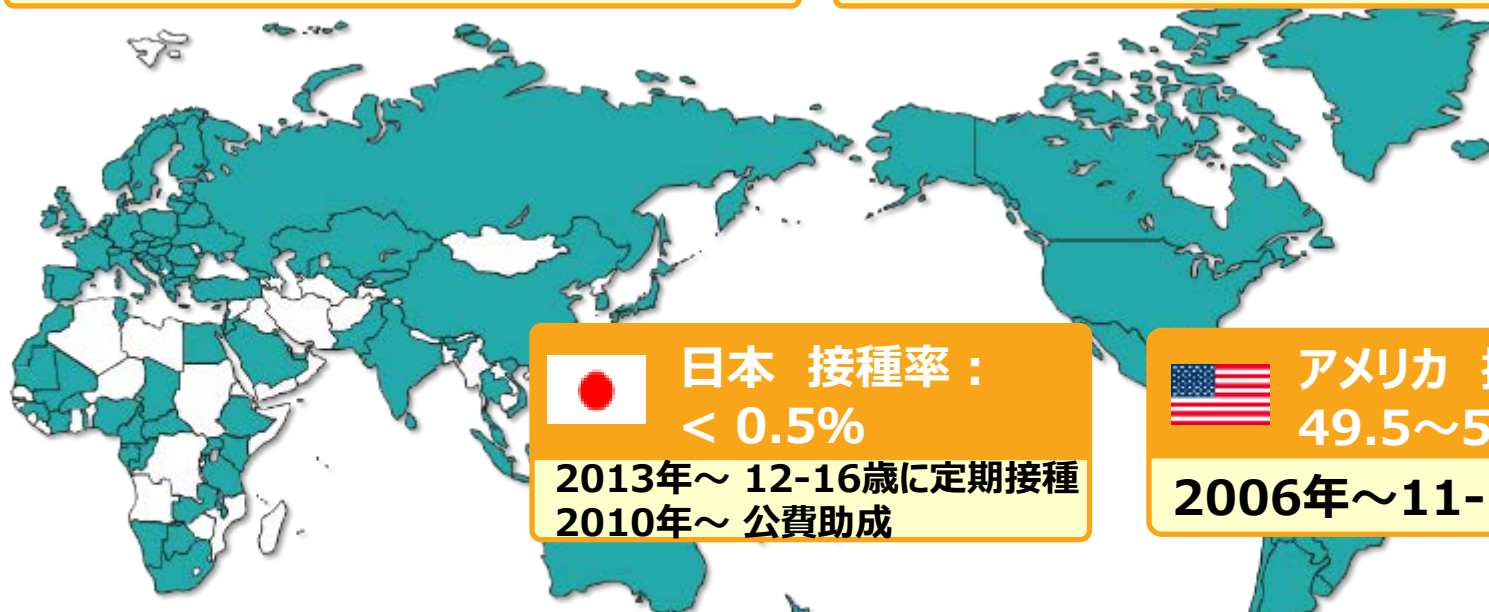 日本 接種率：
< 0.5%
2013年～ 12-16歳に定期接種
2010年～ 公費助成
アメリカ
49.5～5
2006年～11-